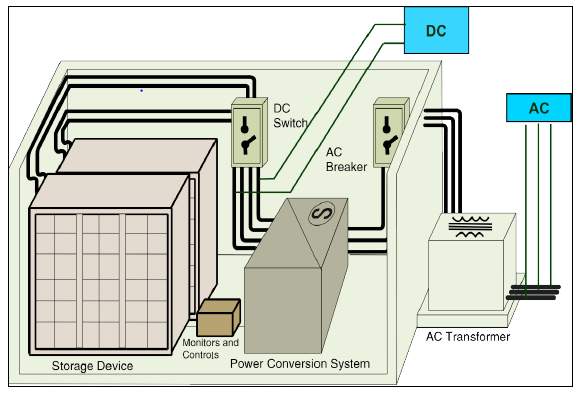 DC
AC
DC
Switch
AC
Breaker
S
Monitors and
Controls
Storage Device
Power Conversion System
AC Transformer